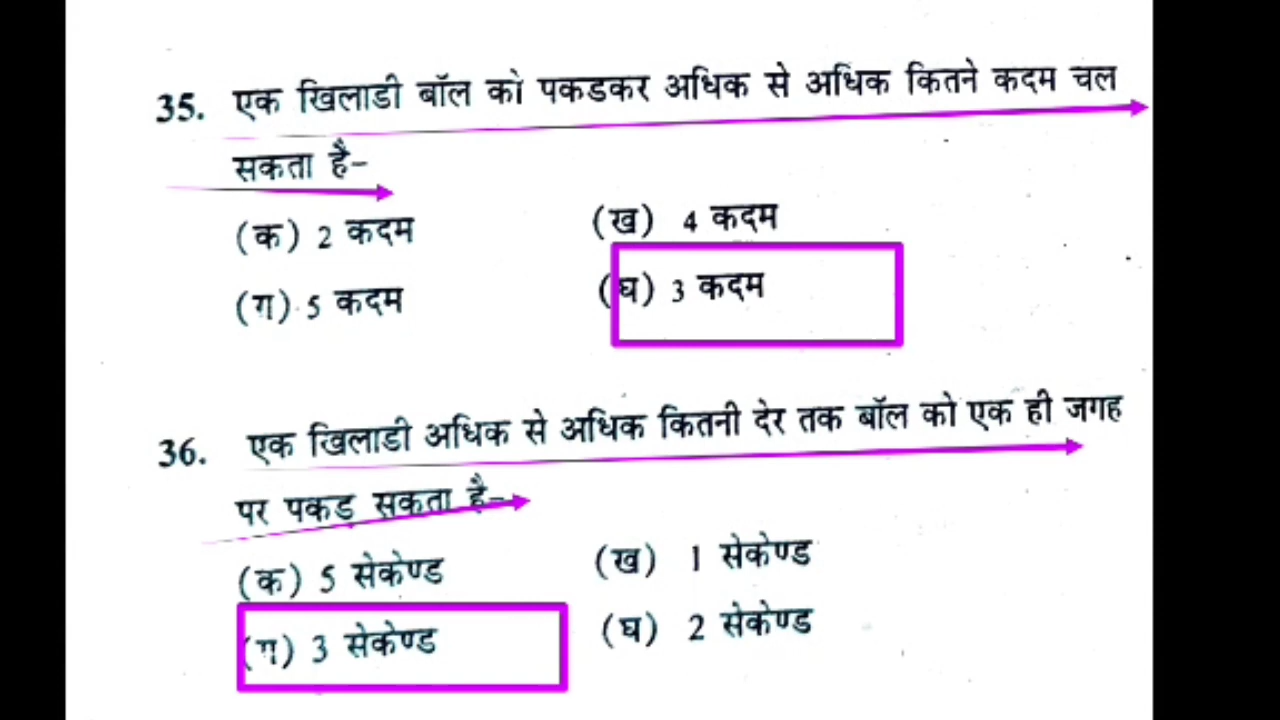 35. एक खिलाडी बॉल को पकडकर अधिक से अधिक कितने कदम चल
सकता है-
(क) 2 कदम (ख) 4 कदम
(ग) 5 कदम (घ) 3 कदम
36. एक खिलाडी अधिक से अधिक कितनी देर तक बॉल को एक ही जगह
पर पकड सकता है-
(क) 5 सेकेण्ड (ख) 1 सेकेण्ड
(ग) 3 सेकेण्ड (घ) 2 सेकेण्ड